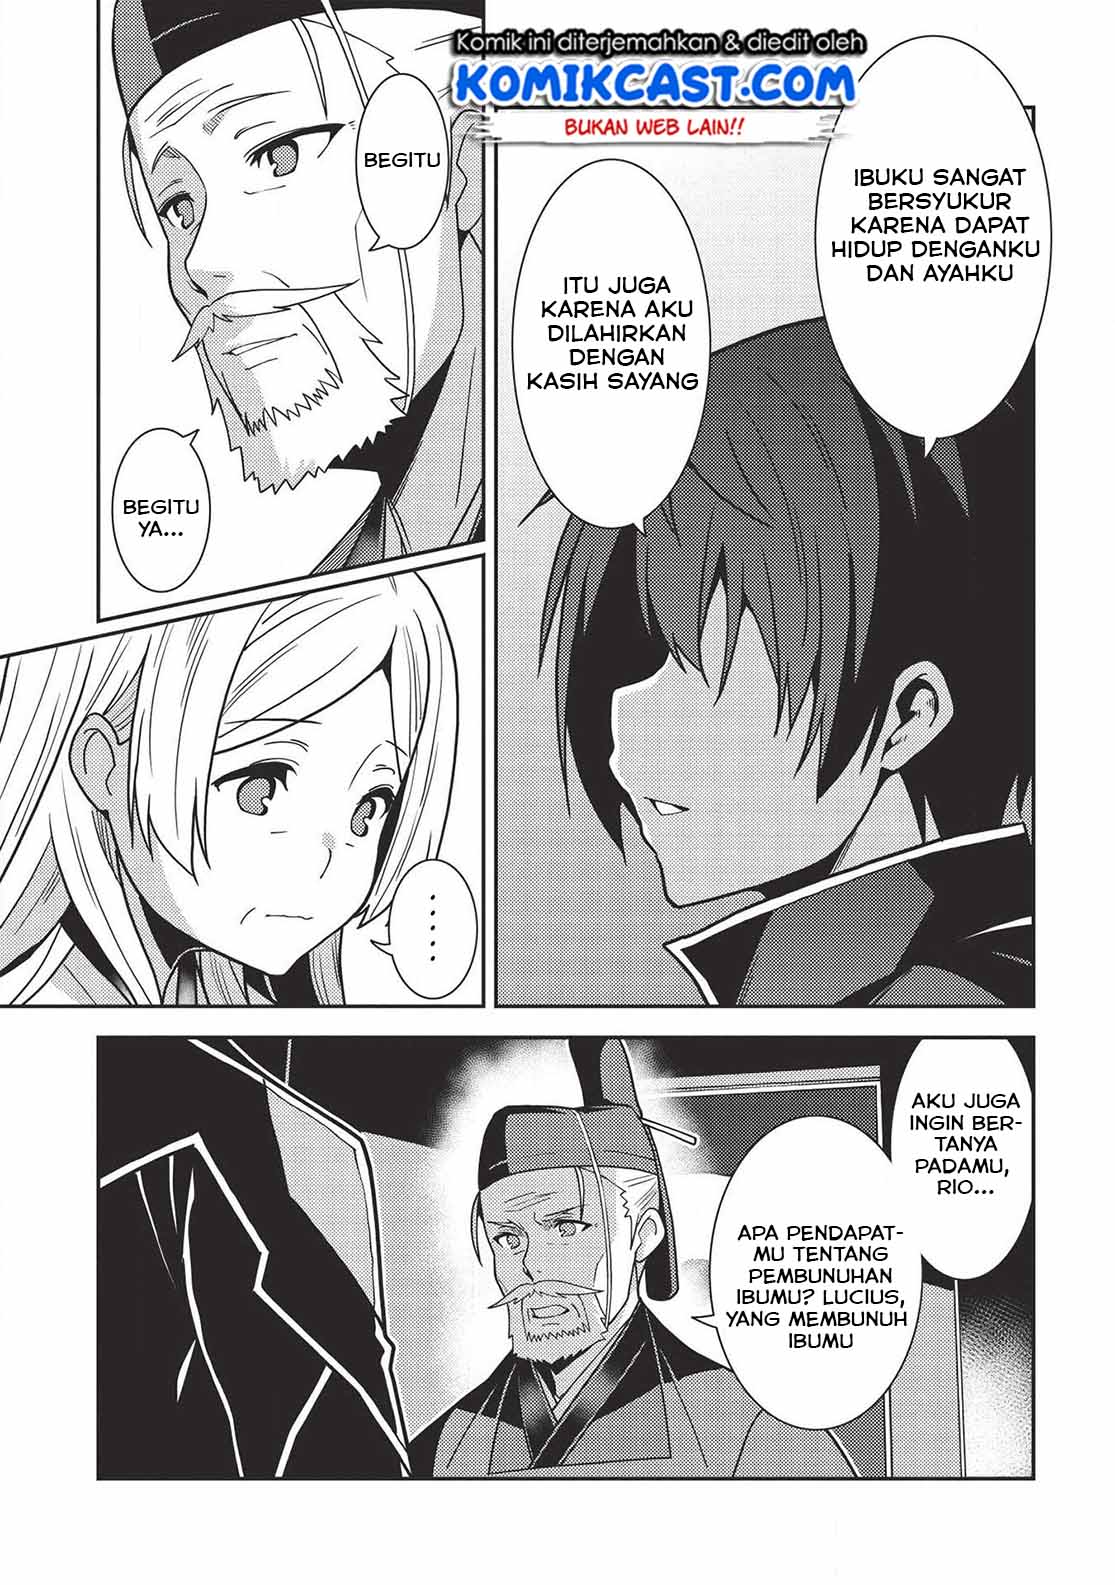 Komik ini diterjemahkan & diedit oleh
KOMIKCAST.COM
BUKAN WEB LAIN!!
IBUKU SANGAT
BERSYUKUR
KARENA DAPAT
HIDUP DENGANKU
DAN AYAHKU
ITU JUGA
KARENA AKU
DILAHIRKAN
DENGAN
KASIH SAYANG
BEGITU
BEGITU
YA...
......
AKU JUGA
INGIN BER-
TANYA
PADAMU,
RIO...
APA PENDAPAT-
MU TENTANG
PEMBUNUHAN
IBUMU? LUCIUS,
YANG MEMBUNUH
IBUMU